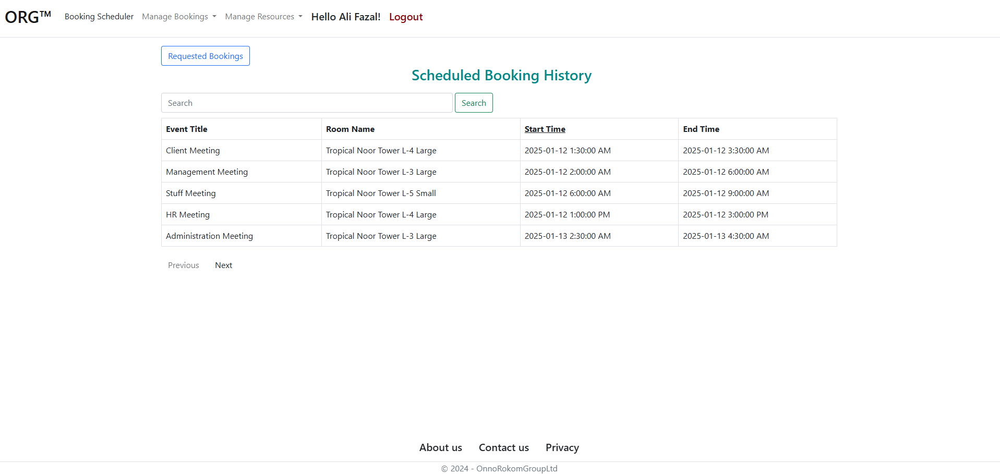 ORG™ Booking Scheduler Manage Bookings Manage Resources Hello Ali Fazal! Logout
Requested Bookings
Scheduled Booking History
Search Search
Event Title Room Name Start Time End Time
Client Meeting Tropical Noor Tower L-4 Large 2025-01-12 1:30:00 AM 2025-01-12 3:30:00 AM
Management Meeting Tropical Noor Tower L-3 Large 2025-01-12 2:00:00 AM 2025-01-12 6:00:00 AM
Stuff Meeting Tropical Noor Tower L-5 Small 2025-01-12 6:00:00 AM 2025-01-12 9:00:00 AM
HR Meeting Tropical Noor Tower L-4 Large 2025-01-12 1:00:00 PM 2025-01-12 3:00:00 PM
Administration Meeting Tropical Noor Tower L-3 Large 2025-01-13 2:30:00 AM 2025-01-13 4:30:00 AM
Previous Next
About us Contact us Privacy
© 2024 - OnnoRokomGroupLtd